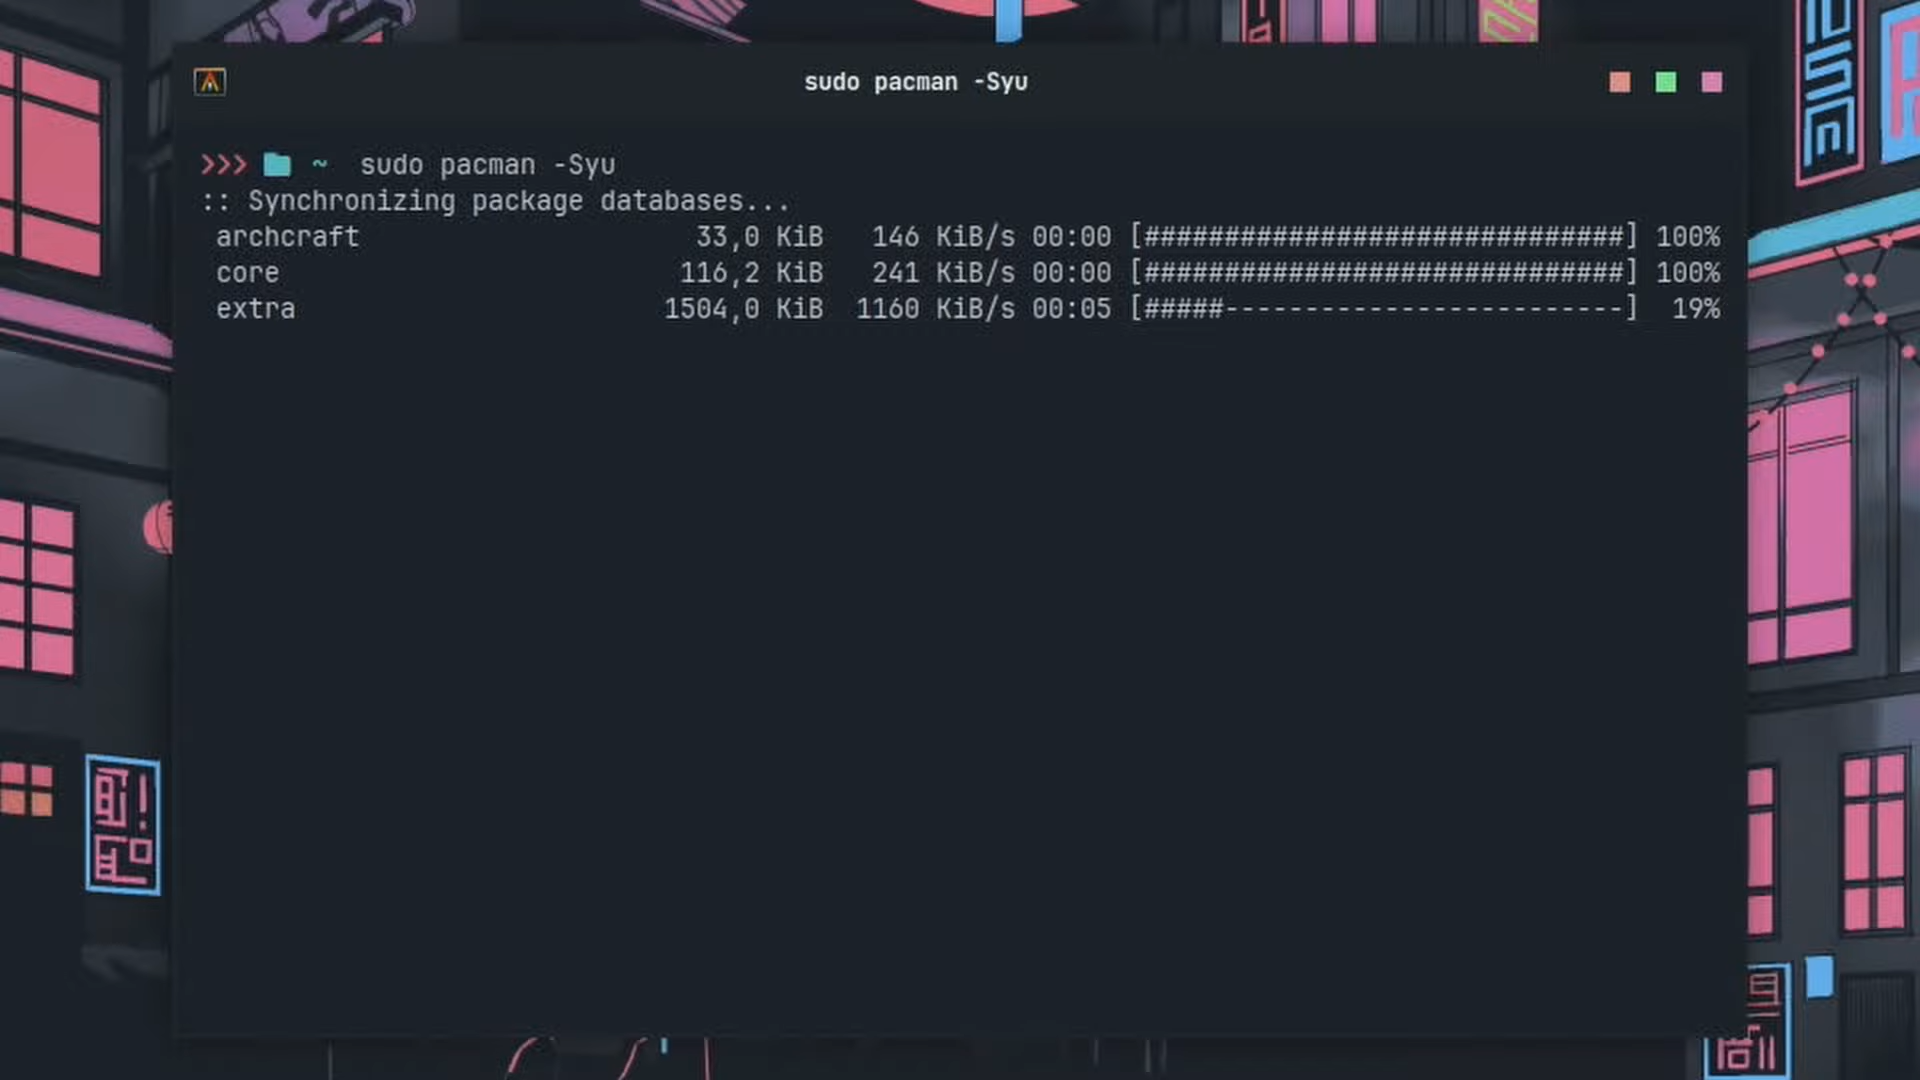 sudo pacman -Syu
>>> ~ sudo pacman -Syu
:: Synchronizing package databases...
archcraft 33,0 KiB 146 KiB/s 00:00 [##############################] 100%
core 116,2 KiB 241 KiB/s 00:00 [##############################] 100%
extra 1504,0 KiB 1160 KiB/s 00:05 [#####-------------------------] 19%